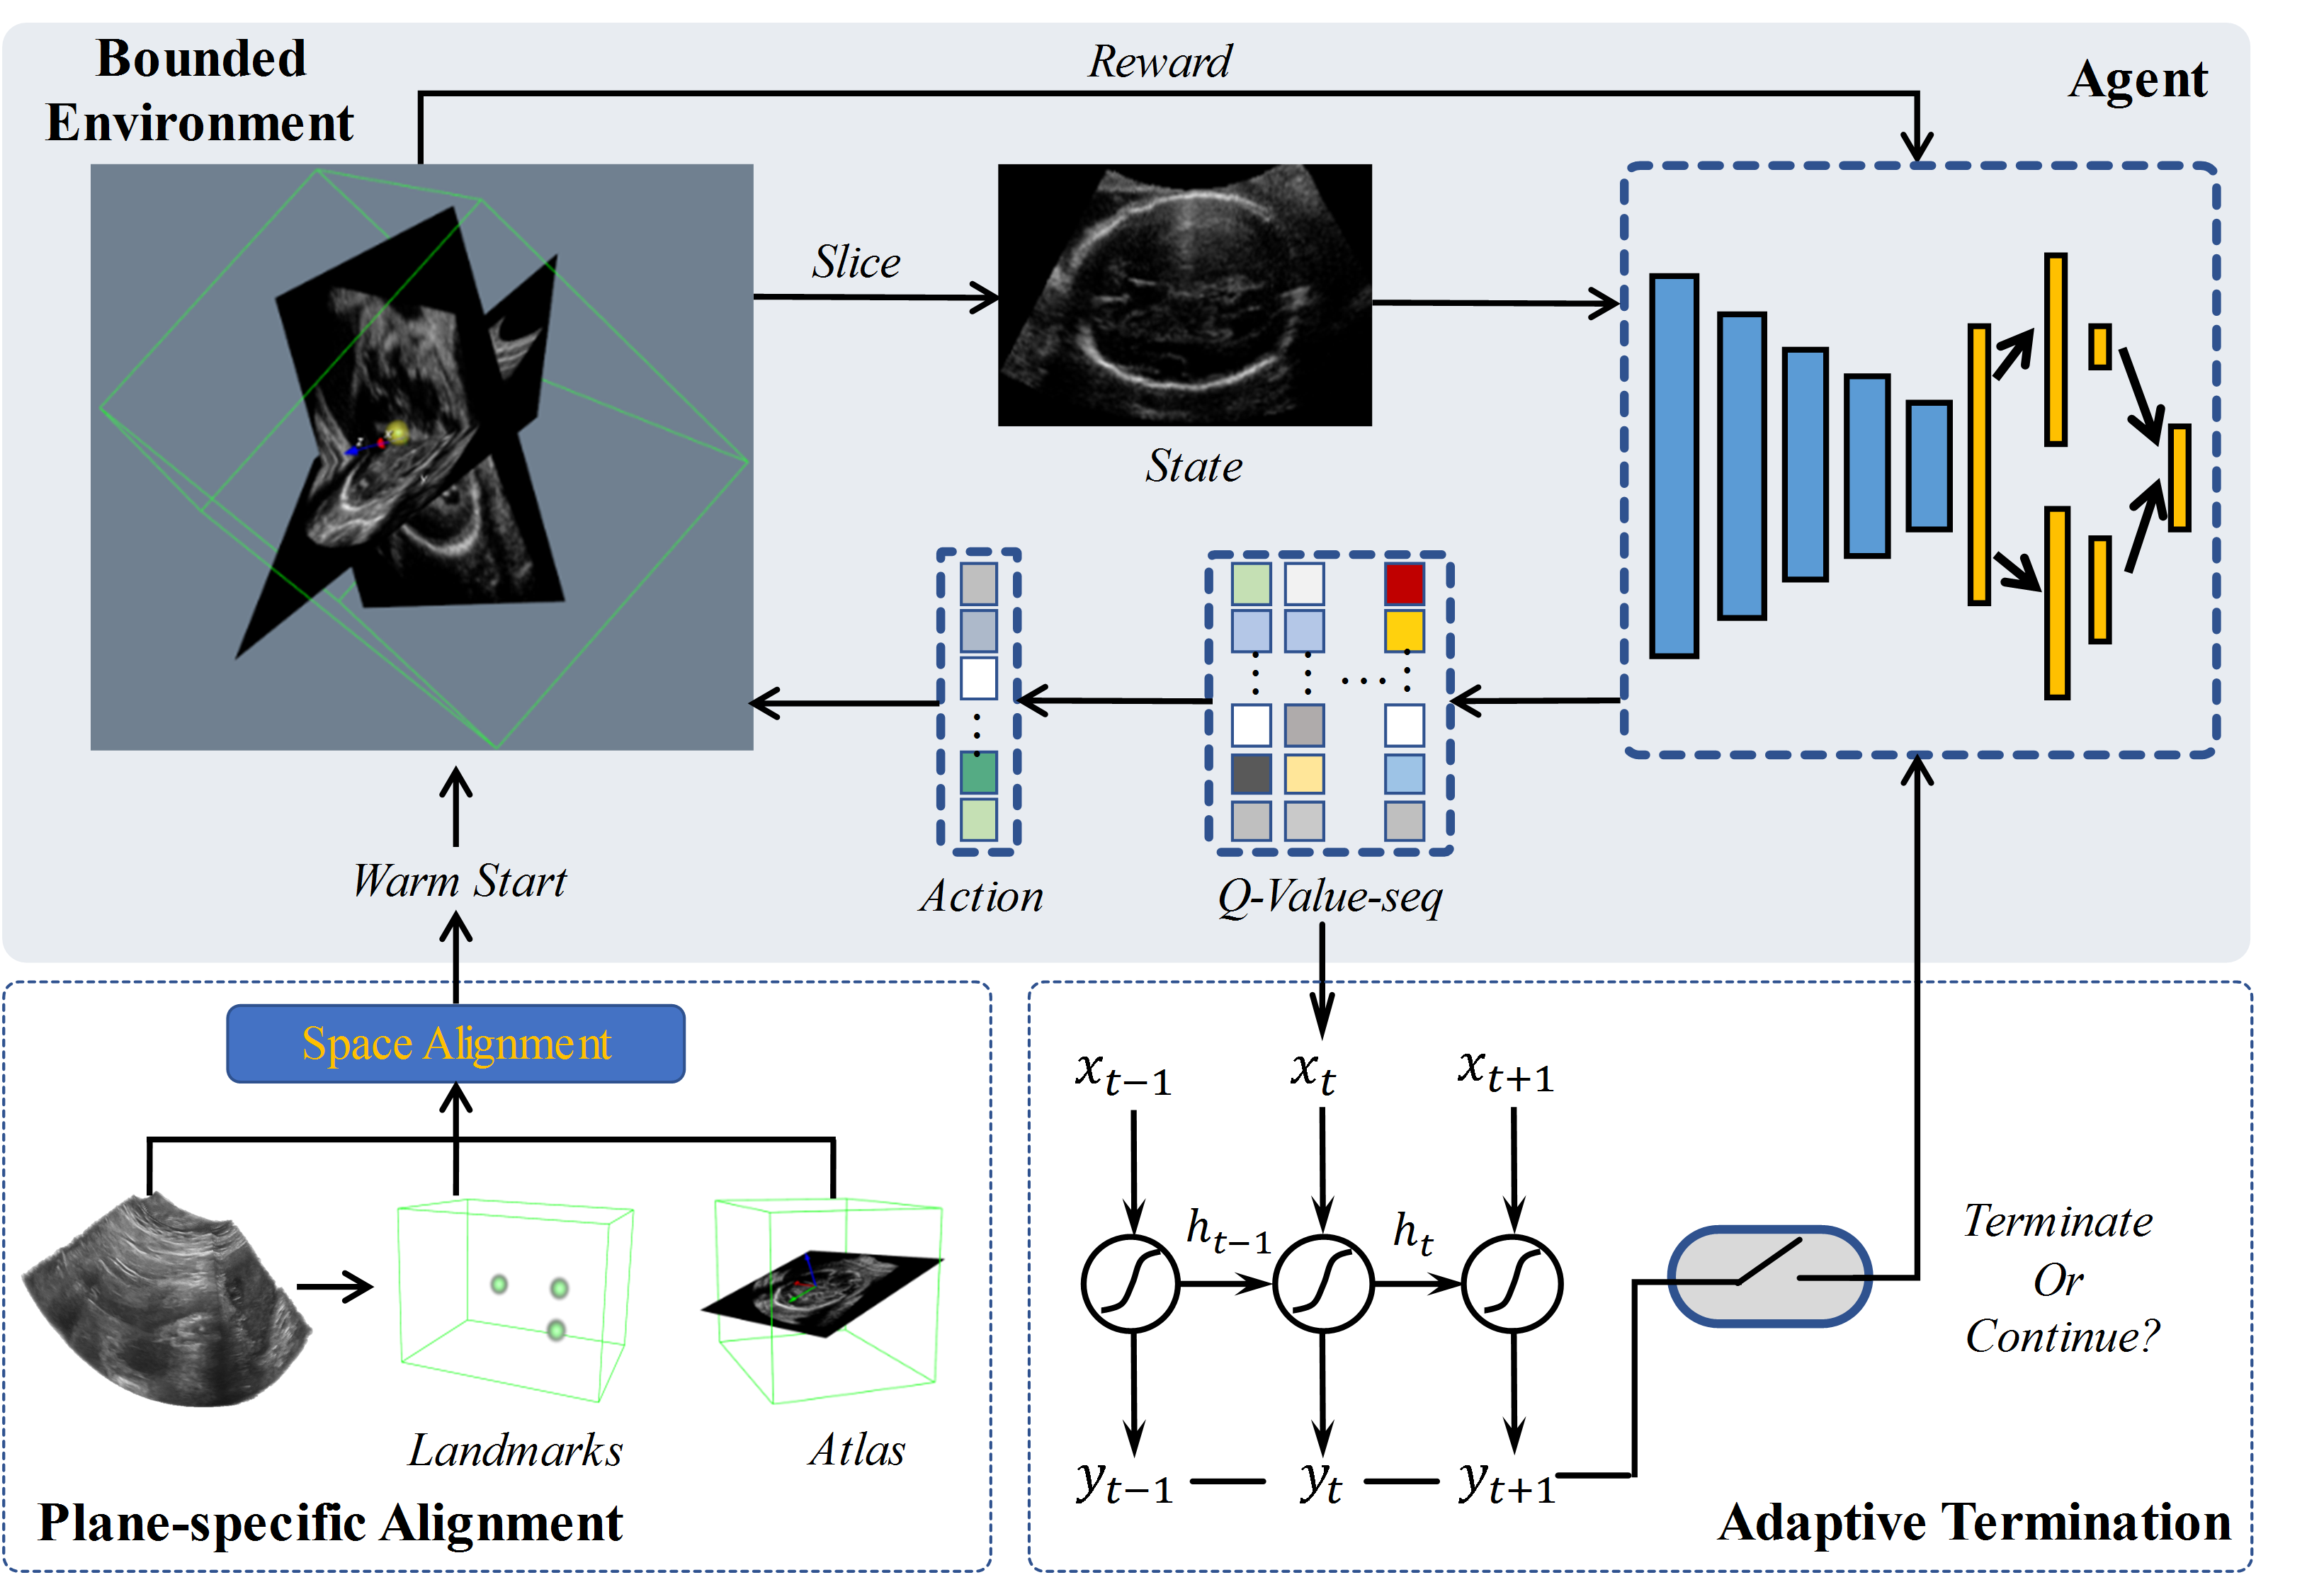 Bounded
Environment
Reward
Agent
Slice
State
Action
Q-Value-seq
Warm Start
Space Alignment
Landmarks
Atlas
Plane-specific Alignment
x_{t-1}
x_t
x_{t+1}
h_{t-1}
h_t
y_{t-1}
y_t
y_{t+1}
Terminate
Or
Continue?
Adaptive Termination